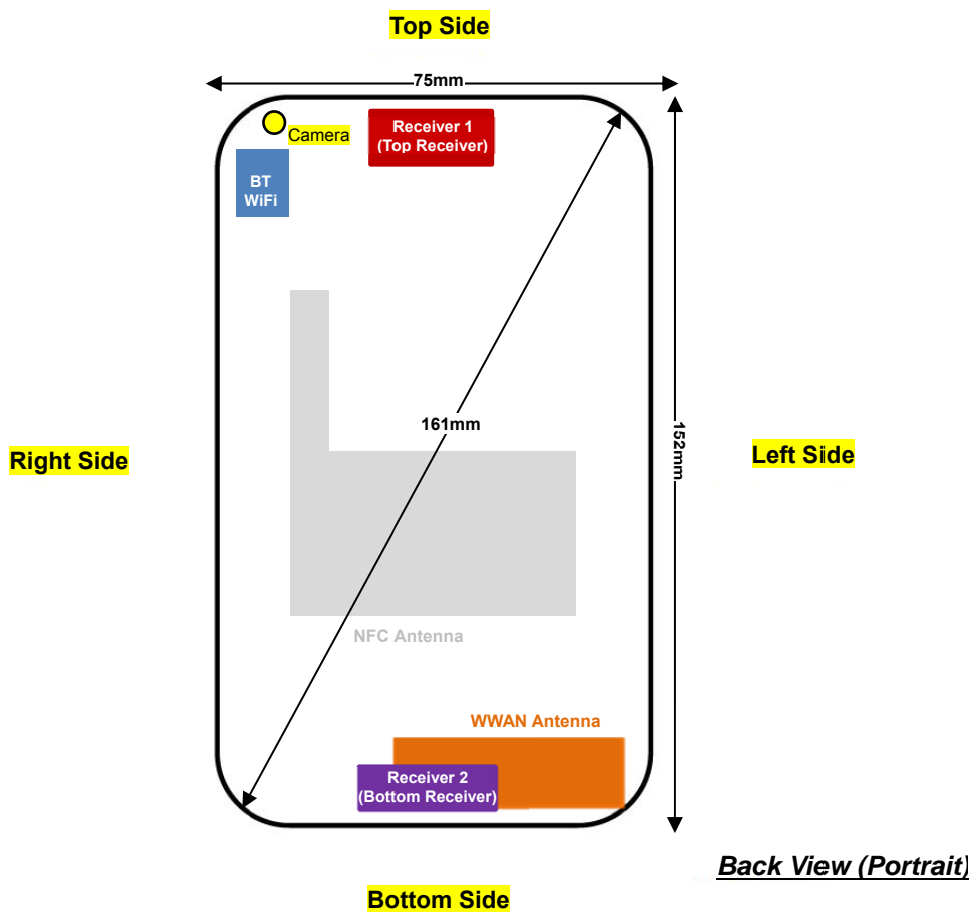 Top Side
75mm
Camera
Receiver 1
(Top Receiver)
BT
WiFi
161mm
152mm
Right Side
Left Side
NFC Antenna
WWAN Antenna
Receiver 2
(Bottom Receiver)
Back View (Portrait)
Bottom Side